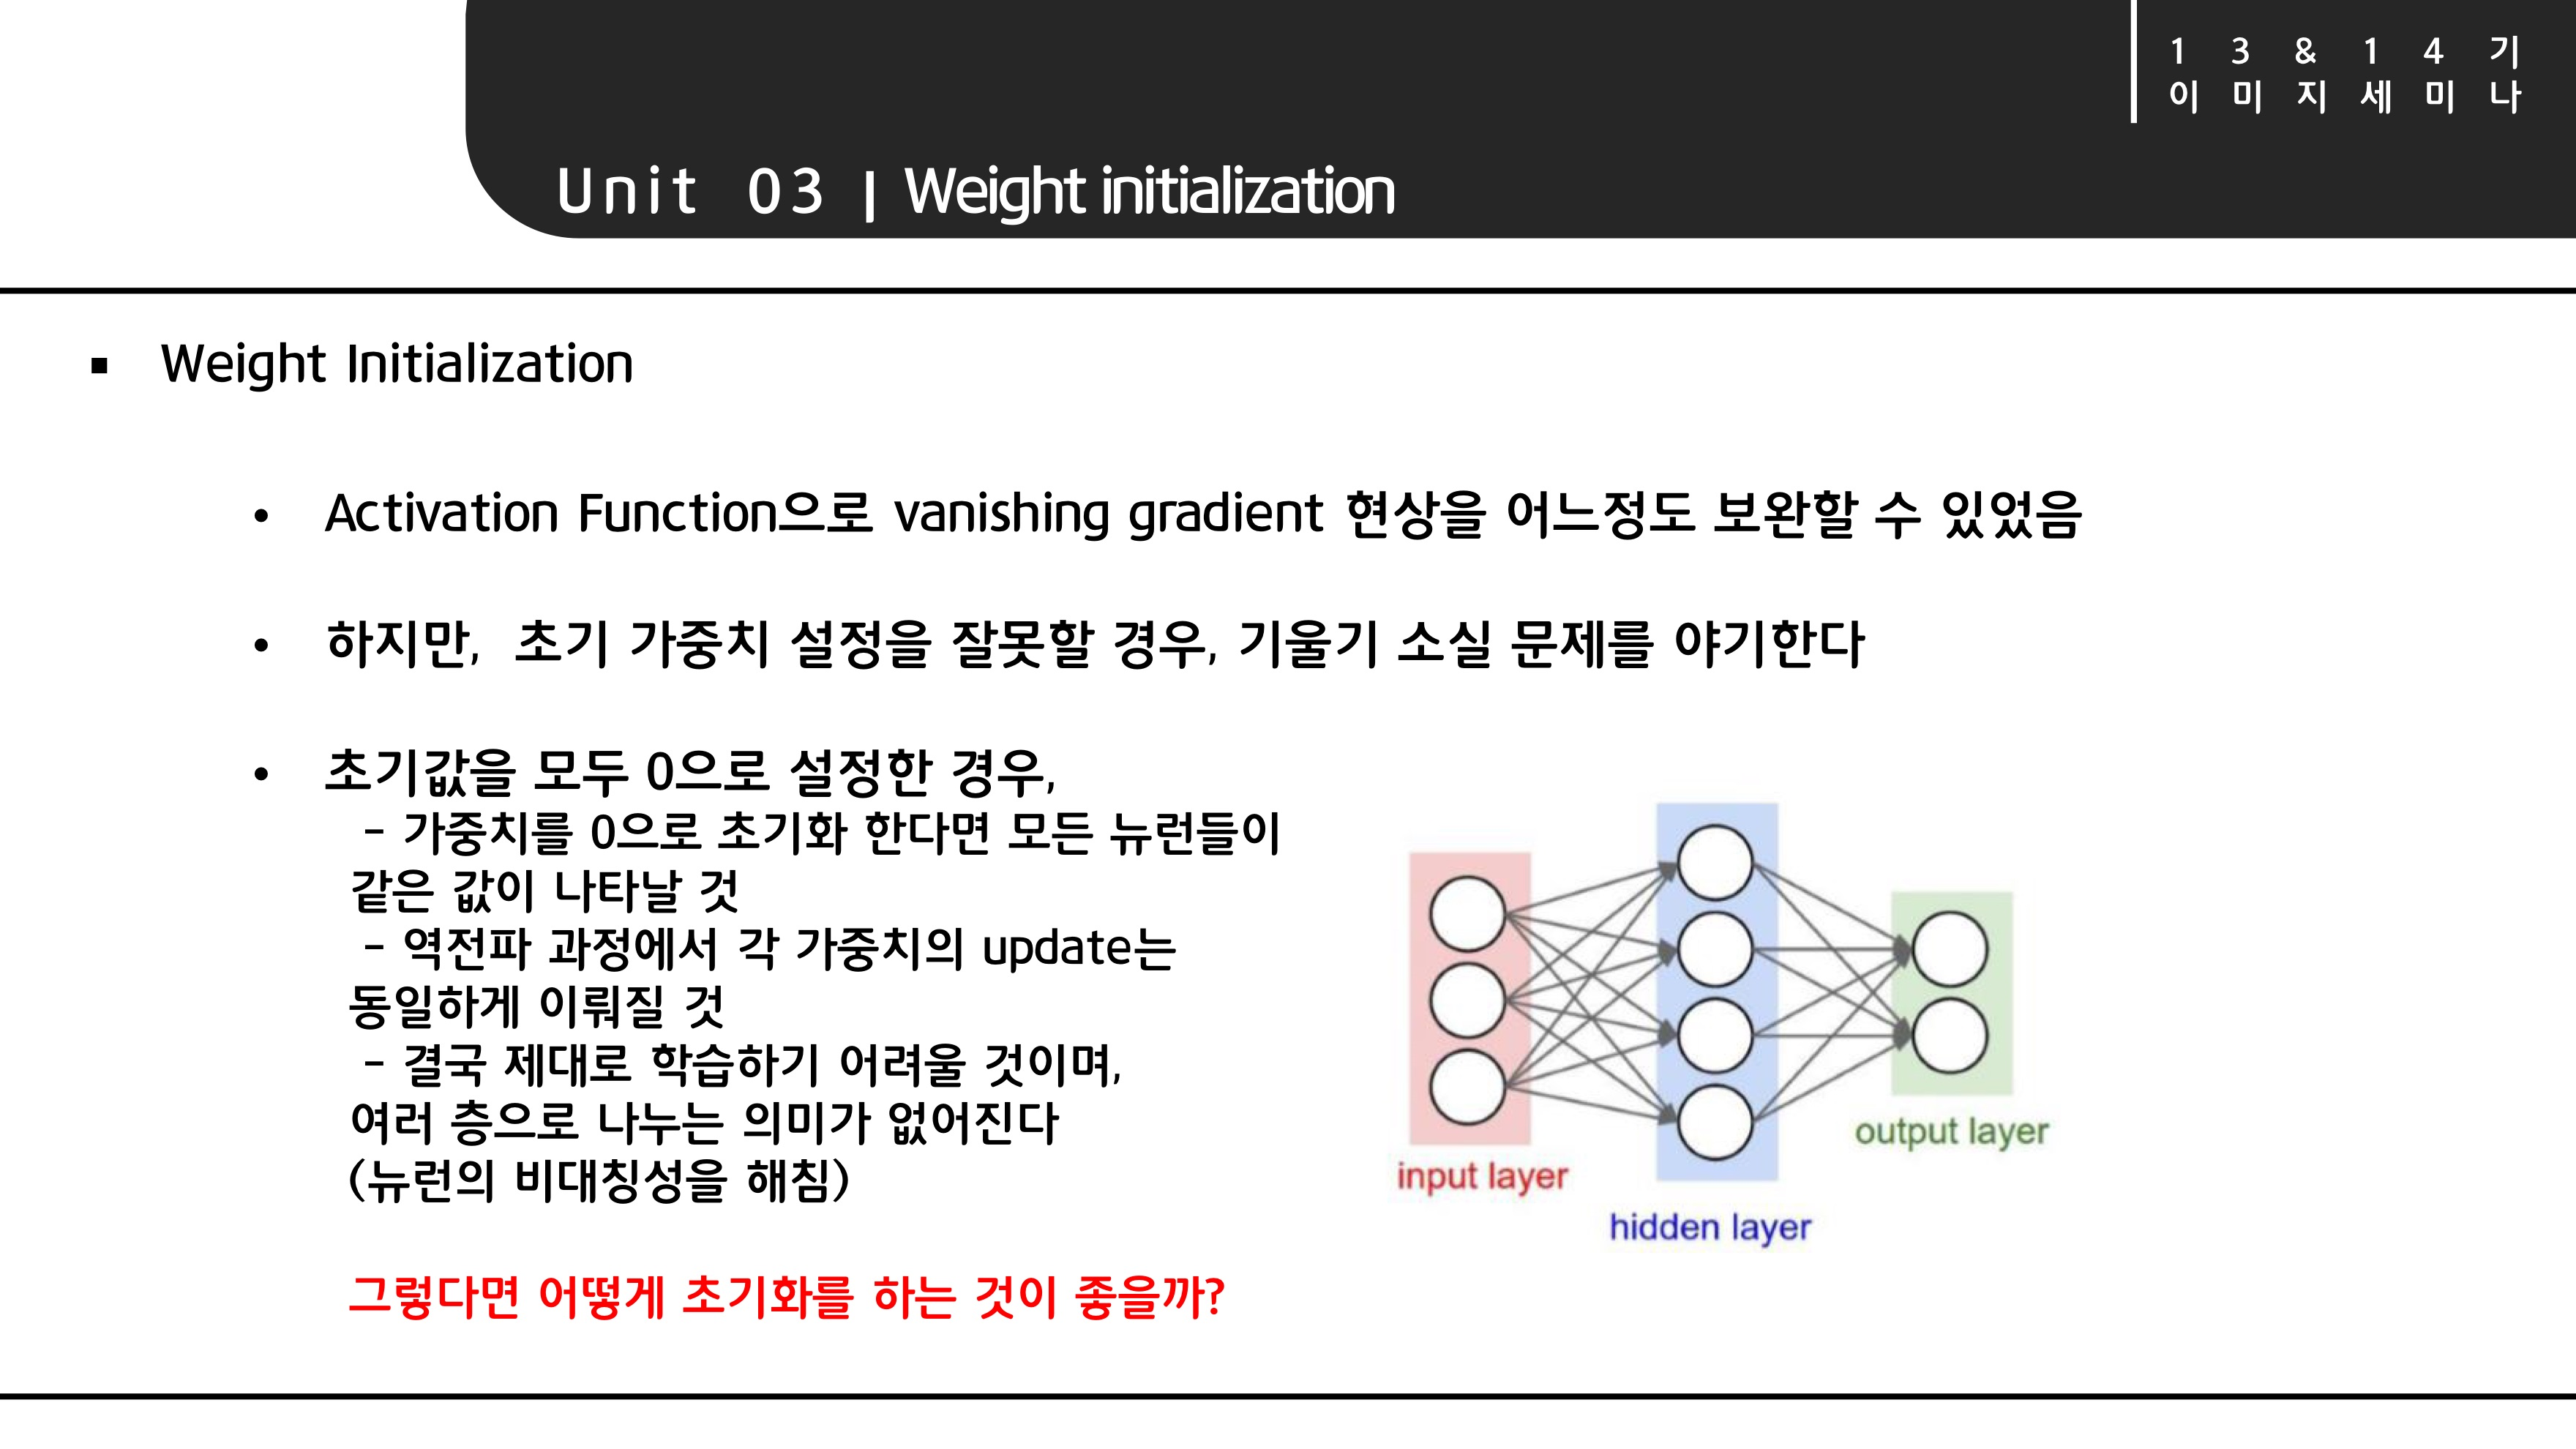 1 3 & 1 4 기
이 미 지 세 미 나
Unit 03 | Weight initialization
▪ Weight Initialization
• Activation Function으로 vanishing gradient 현상을 어느정도 보완할 수 있었음
• 하지만, 초기 가중치 설정을 잘못할 경우, 기울기 소실 문제를 야기한다
• 초기값을 모두 0으로 설정한 경우,
- 가중치를 0으로 초기화 한다면 모든 뉴런들이
같은 값이 나타날 것
- 역전파 과정에서 각 가중치의 update는
동일하게 이뤄질 것
- 결국 제대로 학습하기 어려울 것이며,
여러 층으로 나누는 의미가 없어진다
(뉴런의 비대칭성을 해침)
그렇다면 어떻게 초기화를 하는 것이 좋을까?
input layer
hidden layer
output layer